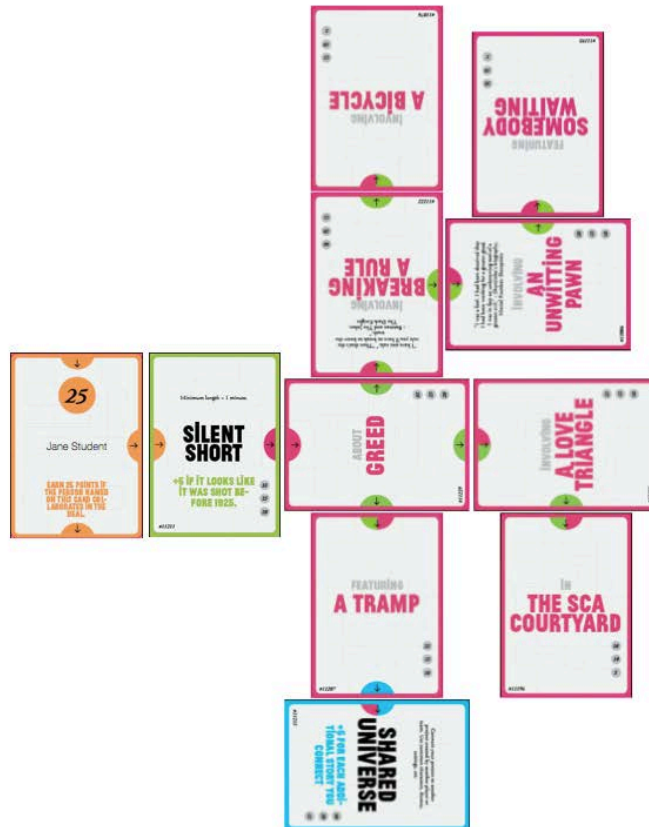 INVOLVING
A BICYCLE
FEATURING
SOMEBODY
WAITING
INVOLVING
BREAKING
A RULE
INVOLVING
AN
UNWITTING
PAWN
25
Jane Student
EARN 25 POINTS IF
THE PERSON NAMED
ON THIS CARD COL-
LABORATED IN THE
DEAL.
Minimum length = 1 minute.
SILENT
SHORT
+5 IF IT LOOKS LIKE
IT WAS SHOT BE-
FORE 1925.
ABOUT
GREED
INVOLVING
A LOVE
TRIANGLE
FEATURING
A TRAMP
IN
THE SCA
COURTYARD
SHARED
UNIVERSE
+5 FOR EACH ADDI-
TIONAL STORY YOU
CONNECT